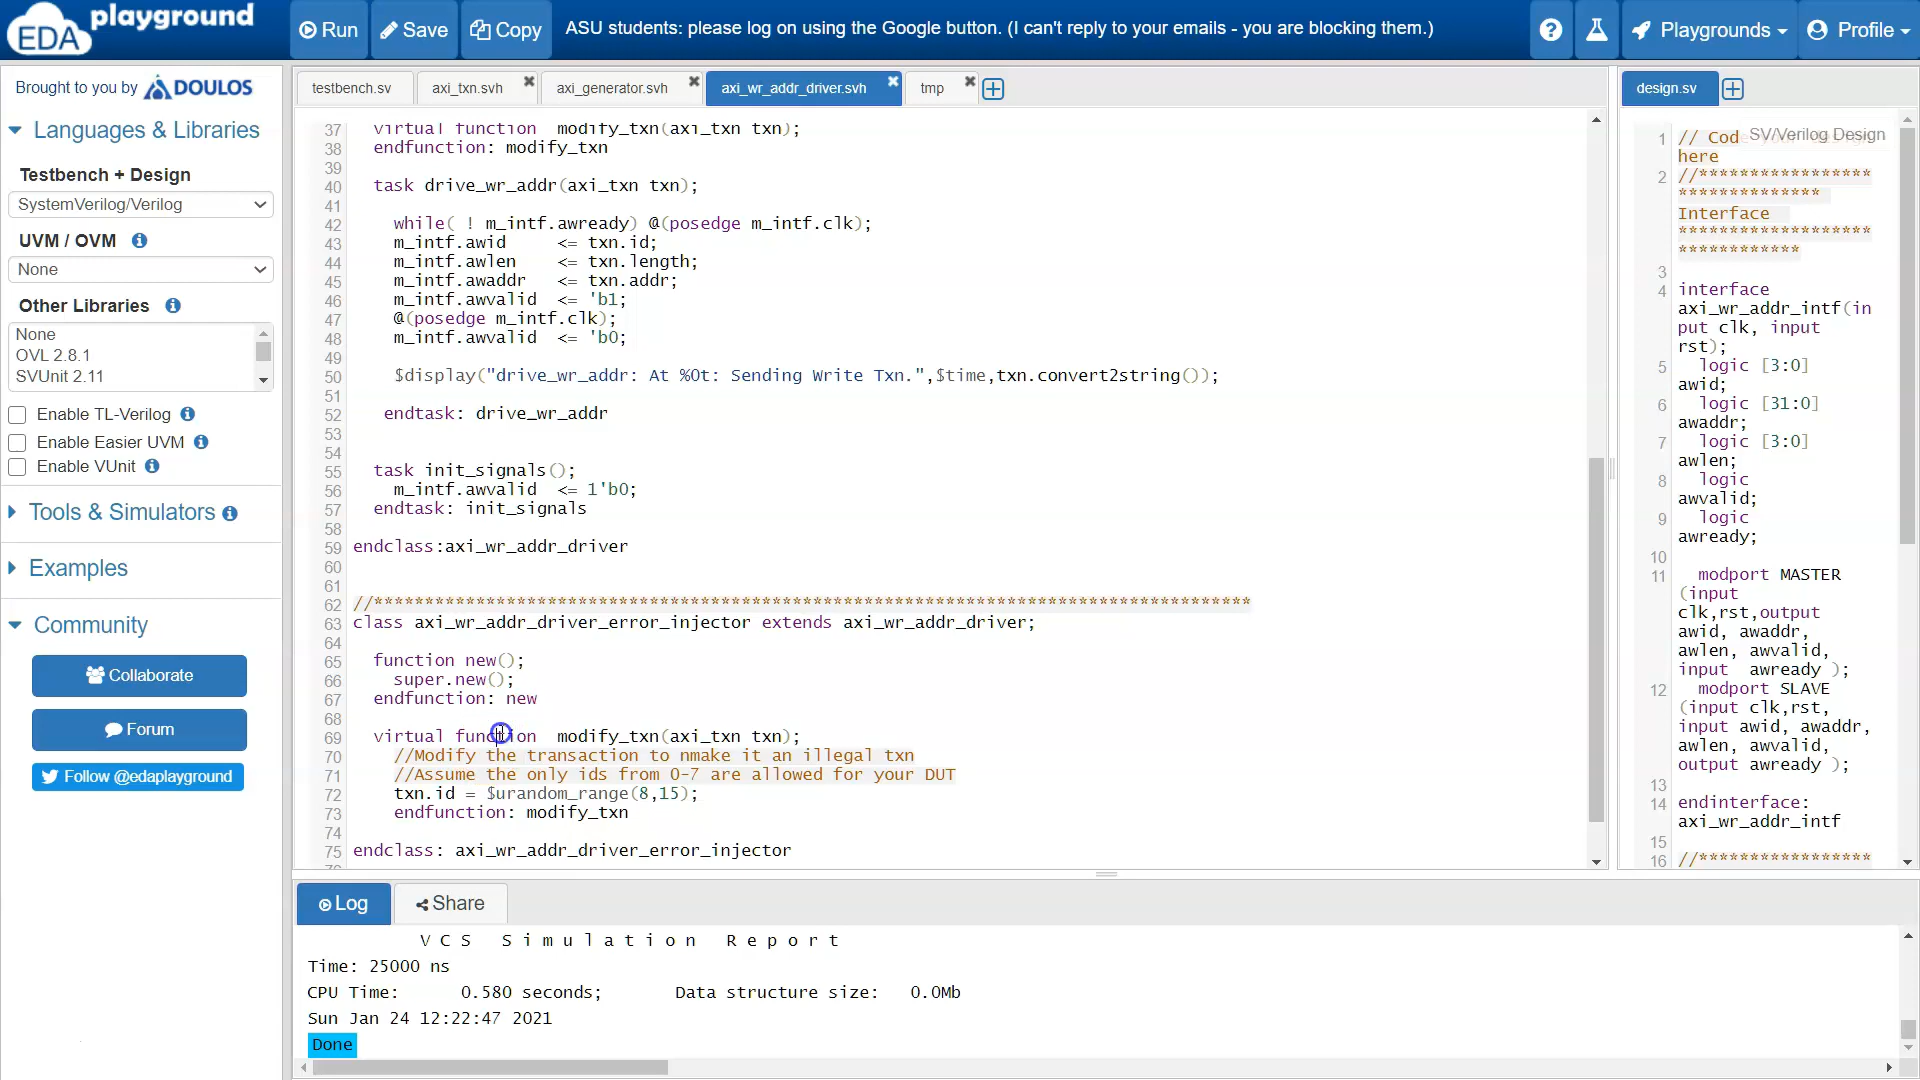 EDA playground
Run
Save
Copy
ASU students: please log on using the Google button. (I can't reply to your emails - you are blocking them.)
Playgrounds
Profile
Brought to you by DOULOS
Languages & Libraries
Testbench + Design
SystemVerilog/Verilog
UVM / OVM
None
Other Libraries
None
OVL 2.8.1
SVUnit 2.11
Enable TL-Verilog
Enable Easier UVM
Enable VUnit
Tools & Simulators
Examples
Community
Collaborate
Forum
Follow @edaplayground
testbench.sv
axi_txn.svh
axi_generator.svh
axi_wr_addr_driver.svh
tmp
37 virtual function  modify_txn(axi_txn txn);
38 endfunction: modify_txn
39
40 task drive_wr_addr(axi_txn txn);
41
42 while( ! m_intf.awready) @(posedge m_intf.clk);
43 m_intf.awid     <= txn.id;
44 m_intf.awlen    <= txn.length;
45 m_intf.awaddr   <= txn.addr;
46 m_intf.awvalid  <= 'b1;
47 @(posedge m_intf.clk);
48 m_intf.awvalid  <= 'b0;
49
50 $display("drive_wr_addr: At %0t: Sending Write Txn.",$time,txn.convert2string());
51
52 endtask: drive_wr_addr
53
54
55 task init_signals();
56 m_intf.awvalid  <= 1'b0;
57 endtask: init_signals
58
59 endclass:axi_wr_addr_driver
60
61
62 //**************************************************************************************
63 class axi_wr_addr_driver_error_injector extends axi_wr_addr_driver;
64
65 function new();
66 super.new();
67 endfunction: new
68
69 virtual function  modify_txn(axi_txn txn);
70 //Modify the transaction to nmake it an illegal txn
71 //Assume the only ids from 0-7 are allowed for your DUT
72 txn.id = $urandom_range(8,15);
73 endfunction: modify_txn
74
75 endclass: axi_wr_addr_driver_error_injector
design.sv
SV/Verilog Design
1 // Code
here
2 //*****************
**************
Interface
*******************
************
3
4 interface
axi_wr_addr_intf(in
put clk, input
rst);
5 logic [3:0]
awid;
6 logic [31:0]
awaddr;
7 logic [3:0]
awlen;
8 logic
awvalid;
9 logic
awready;
10
11 modport MASTER
(input
clk,rst,output
awid, awaddr,
awlen, awvalid,
input  awready );
12 modport SLAVE
(input clk,rst,
input awid, awaddr,
awlen, awvalid,
output awready );
13
14 endinterface:
axi_wr_addr_intf
15
16 //*****************
Log
Share
V C S   S i m u l a t i o n   R e p o r t
Time: 25000 ns
CPU Time:      0.580 seconds;       Data structure size:   0.0Mb
Sun Jan 24 12:22:47 2021
Done